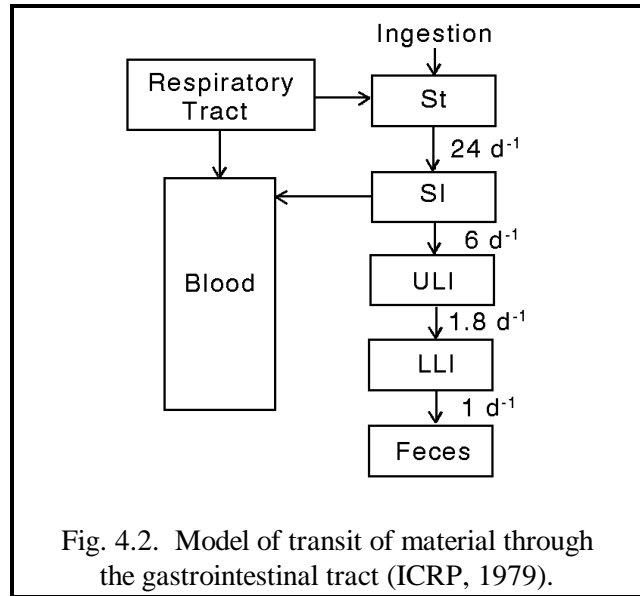 Ingestion
Respiratory
Tract
St
24 d-1
SI
6 d-1
Blood
ULI
1.8 d-1
LLI
1 d-1
Feces
Fig. 4.2. Model of transit of material through
the gastrointestinal tract (ICRP, 1979).